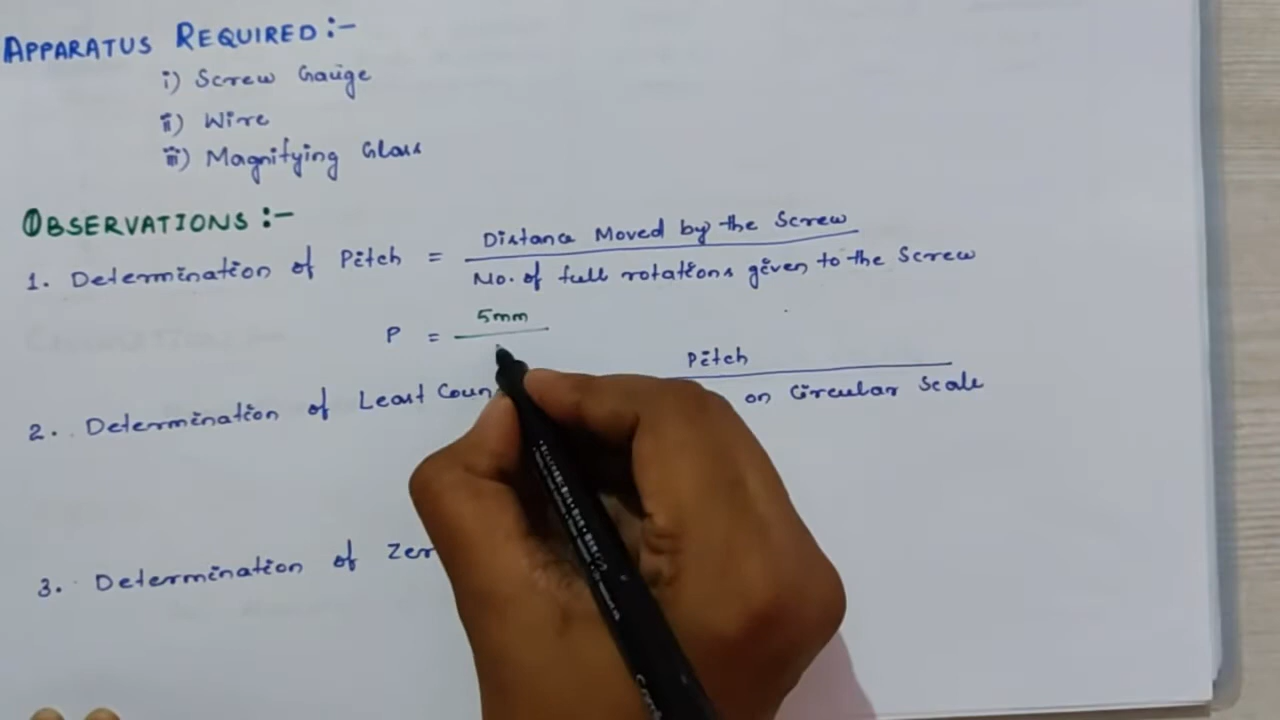 APPARATUS REQUIRED :-
i) Screw Gauge
ii) Wire
iii) Magnifying Glass
OBSERVATIONS :-
1. Determination of Pitch = Distance Moved by the Screw
No. of full rotations given to the Screw
P = 5mm
2. Determination of Least Coun Pitch
on Circular Scale
3. Determination of Zer